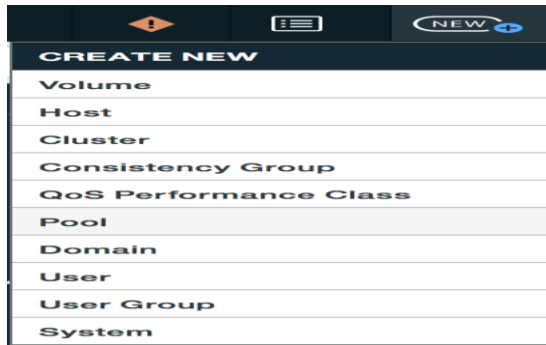 NEW
CREATE NEW
Volume
Host
Cluster
Consistency Group
QoS Performance Class
Pool
Domain
User
User Group
System